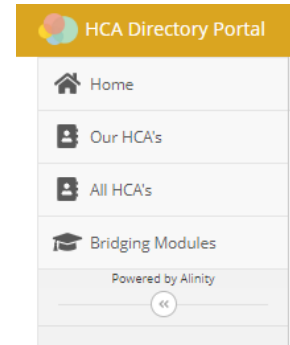 HCA Directory Portal
Home
Our HCA's
All HCA's
Bridging Modules
Powered by Alinity